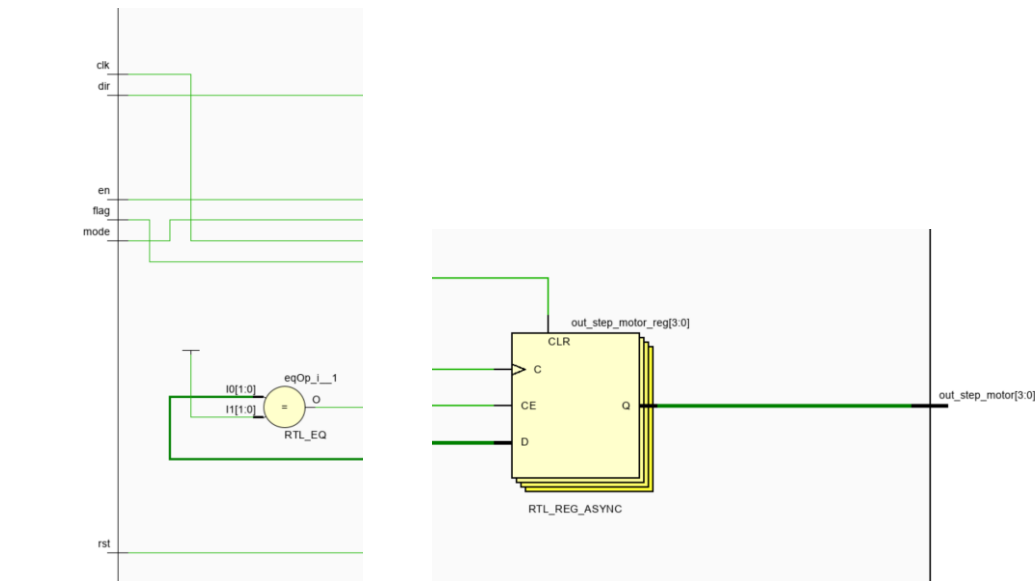 clk
dir
en
flag
mode
eqOp_i__1
I0[1:0]
I1[1:0]
=
O
RTL_EQ
rst
out_step_motor_reg[3:0]
CLR
C
CE
Q
D
RTL_REG_ASYNC
out_step_motor[3:0]